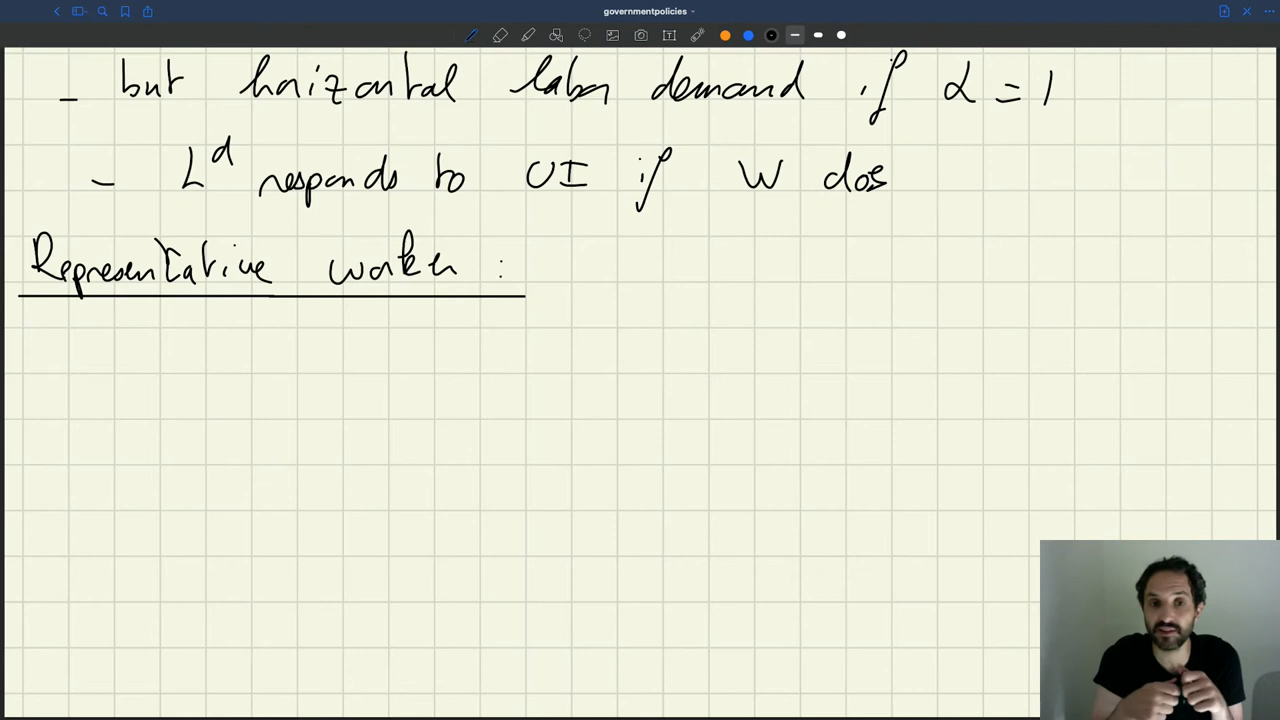 governmentpolicies
- but horizontal labor demand if α = 1
- L^d responds to UI if W does
Representative worker :